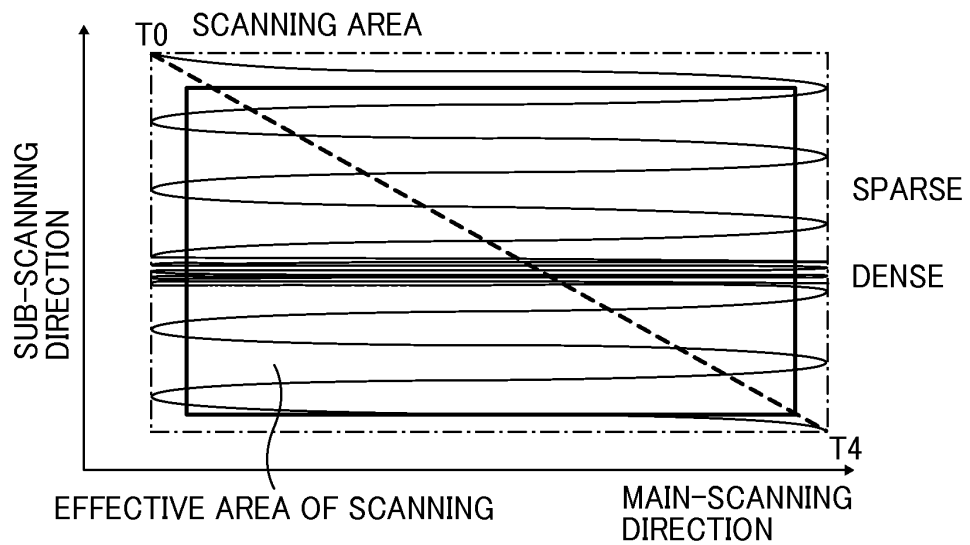 T0 SCANNING AREA
SUB-SCANNING
DIRECTION
SPARSE
DENSE
T4
EFFECTIVE AREA OF SCANNING
MAIN-SCANNING
DIRECTION